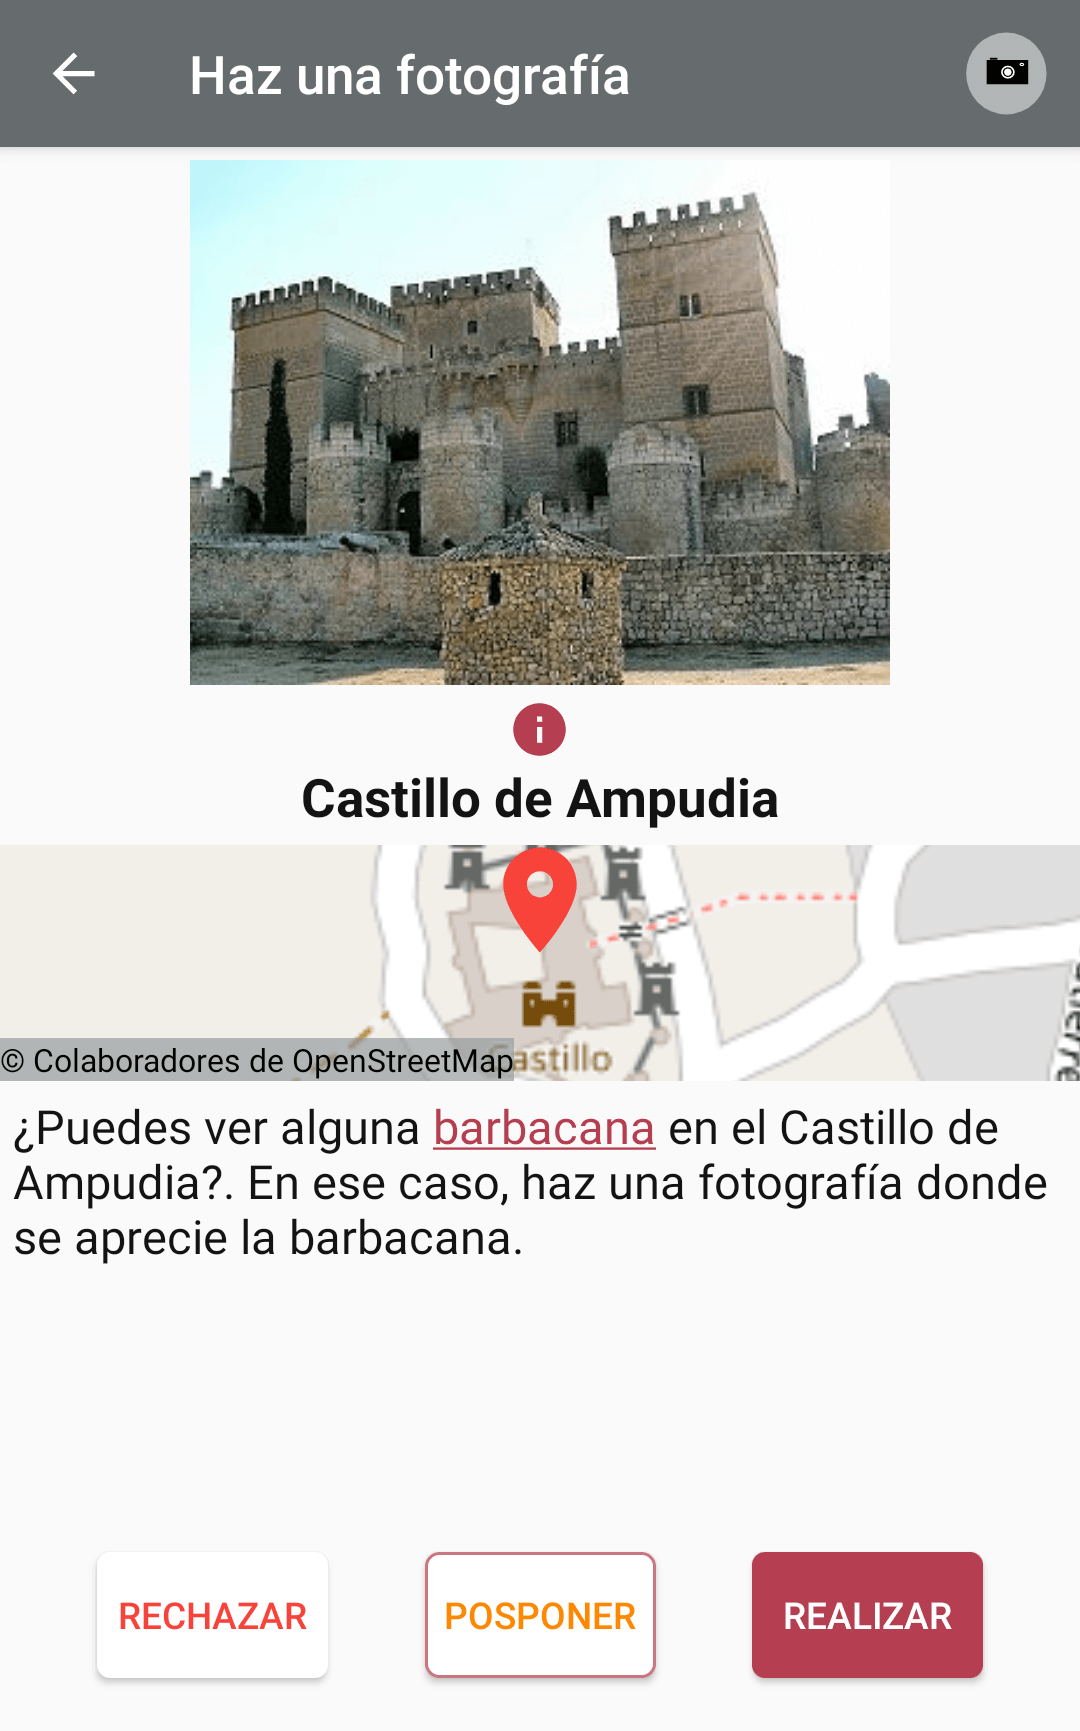 Haz una fotografía
Castillo de Ampudia
© Colaboradores de OpenStreetMap
¿Puedes ver alguna barbacana en el Castillo de
Ampudia?. En ese caso, haz una fotografía donde
se aprecie la barbacana.
RECHAZAR
POSPONER
REALIZAR